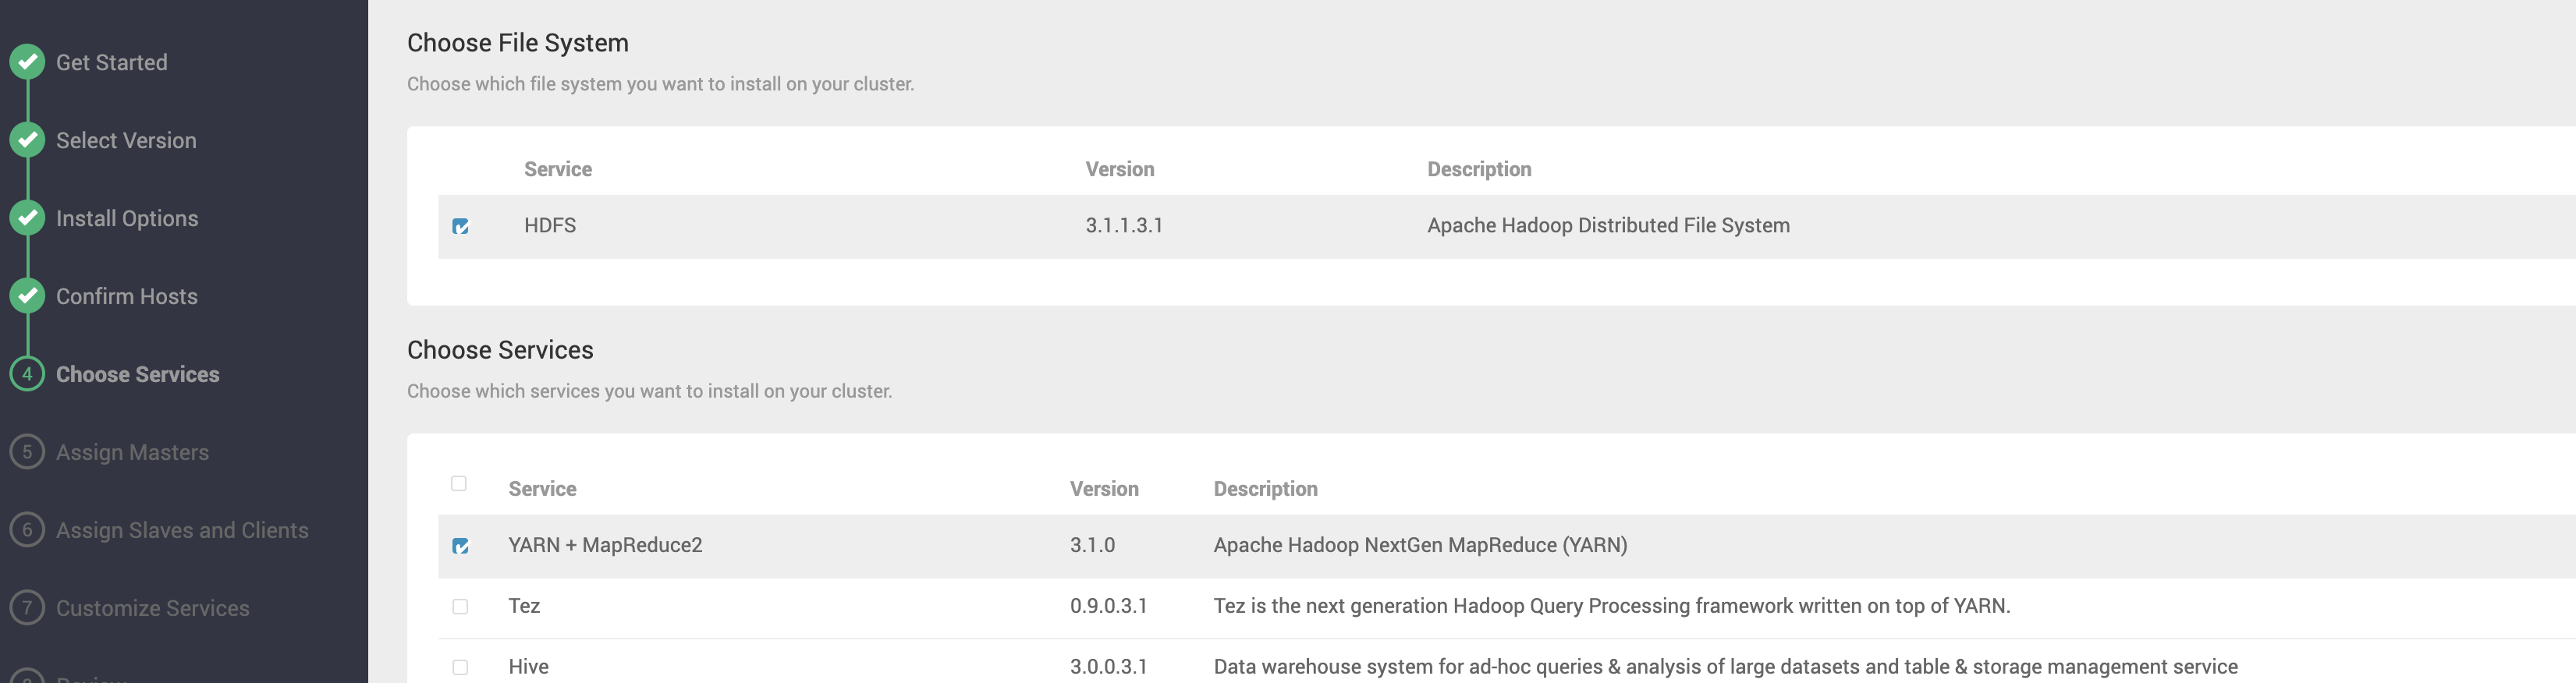 Get Started
Select Version
Install Options
Confirm Hosts
4 Choose Services
5 Assign Masters
6 Assign Slaves and Clients
7 Customize Services
Choose File System
Choose which file system you want to install on your cluster.
Service Version Description
HDFS 3.1.1.3.1 Apache Hadoop Distributed File System
Choose Services
Choose which services you want to install on your cluster.
Service Version Description
YARN + MapReduce2 3.1.0 Apache Hadoop NextGen MapReduce (YARN)
Tez 0.9.0.3.1 Tez is the next generation Hadoop Query Processing framework written on top of YARN.
Hive 3.0.0.3.1 Data warehouse system for ad-hoc queries & analysis of large datasets and table & storage management service